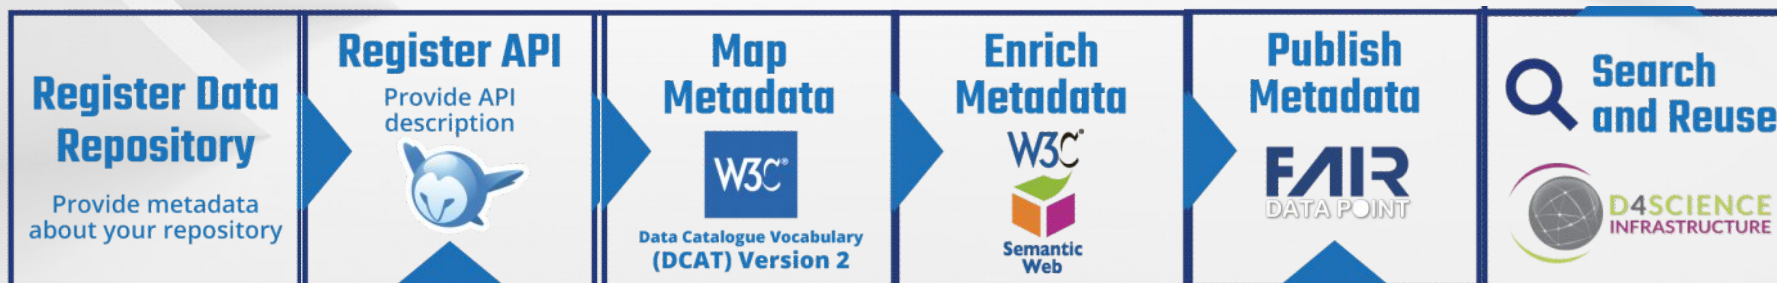 Register Data
Repository
Provide metadata
about your repository
Register API
Provide API
description
Map
Metadata
W3C®
Data Catalogue Vocabulary
(DCAT) Version 2
Enrich
Metadata
W3C®
Semantic
Web
Publish
Metadata
FAIR
DATA POINT
Search
and Reuse
D4SCIENCE
INFRASTRUCTURE